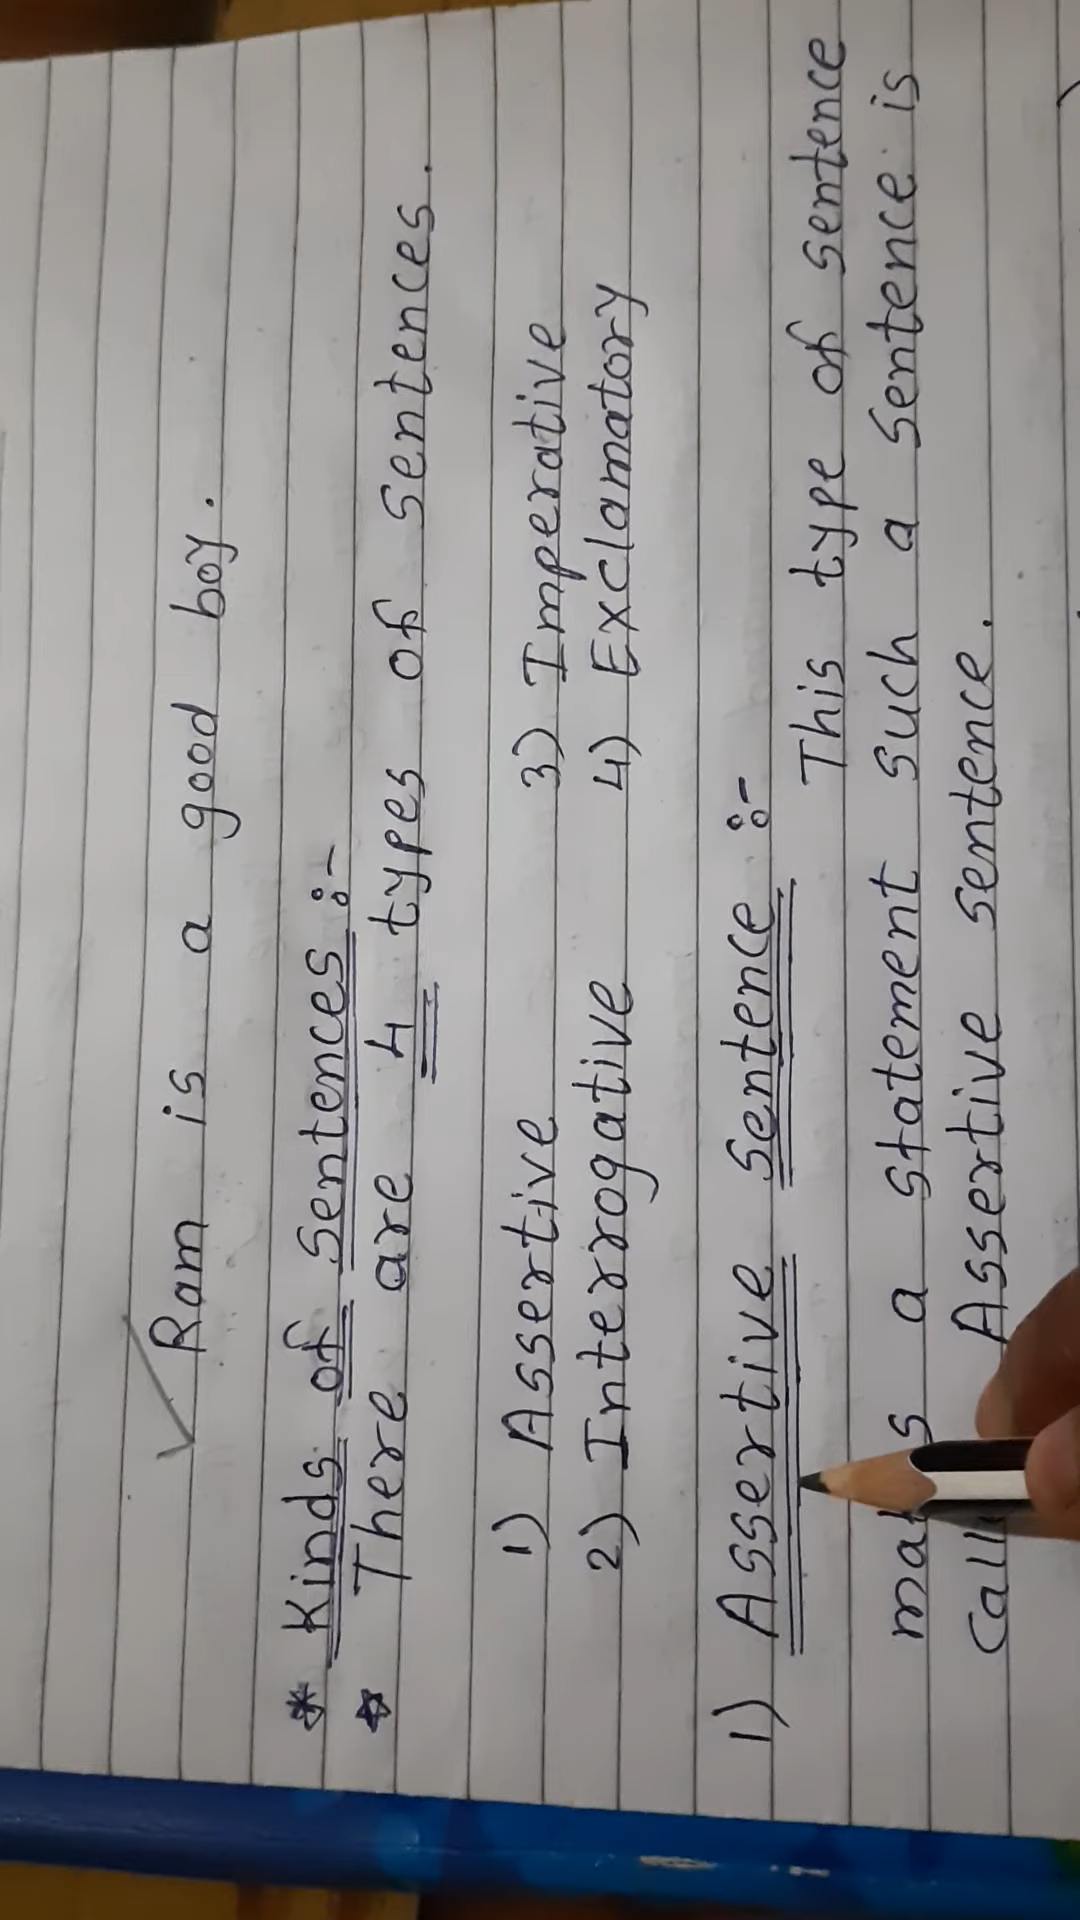 Ram is a good boy.
* Kinds of Sentences :-
☆ There are 4 types of Sentences.
1) Assertive 3) Imperative
2) Interrogative 4) Exclamatory
1) Assertive Sentence :- This type of sentence
a statement such a sentence is
Assertive sentence.